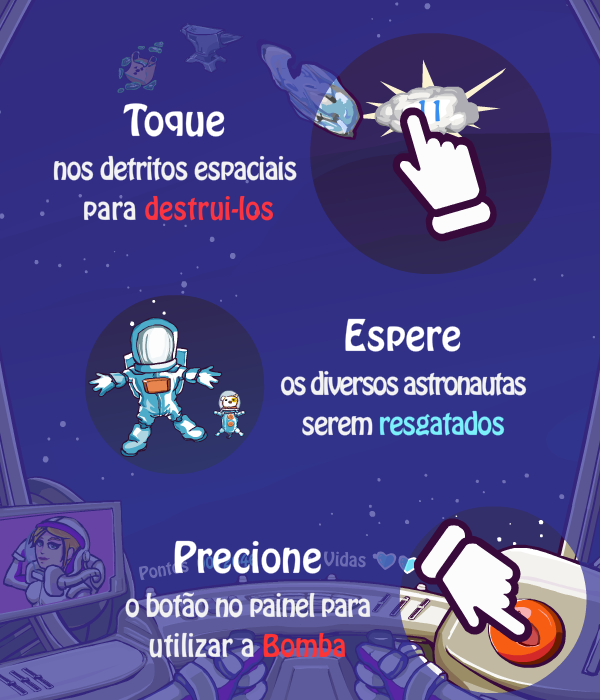 Toque
nos detritos espaciais
para destrui-los
Espere
os diversos astronautas
serem resgatados
Precione
Pontos
Vidas
o botão no painel para
utilizar a Bomba